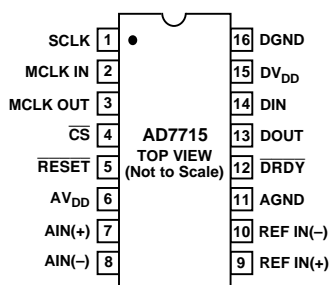 SCLK 1 16 DGND
MCLK IN 2 15 DVDD
MCLK OUT 3 14 DIN
CS 4 AD7715 13 DOUT
RESET 5 TOP VIEW 12 DRDY
(Not to Scale)
AVDD 6 11 AGND
AIN(+) 7 10 REF IN(–)
AIN(–) 8 9 REF IN(+)